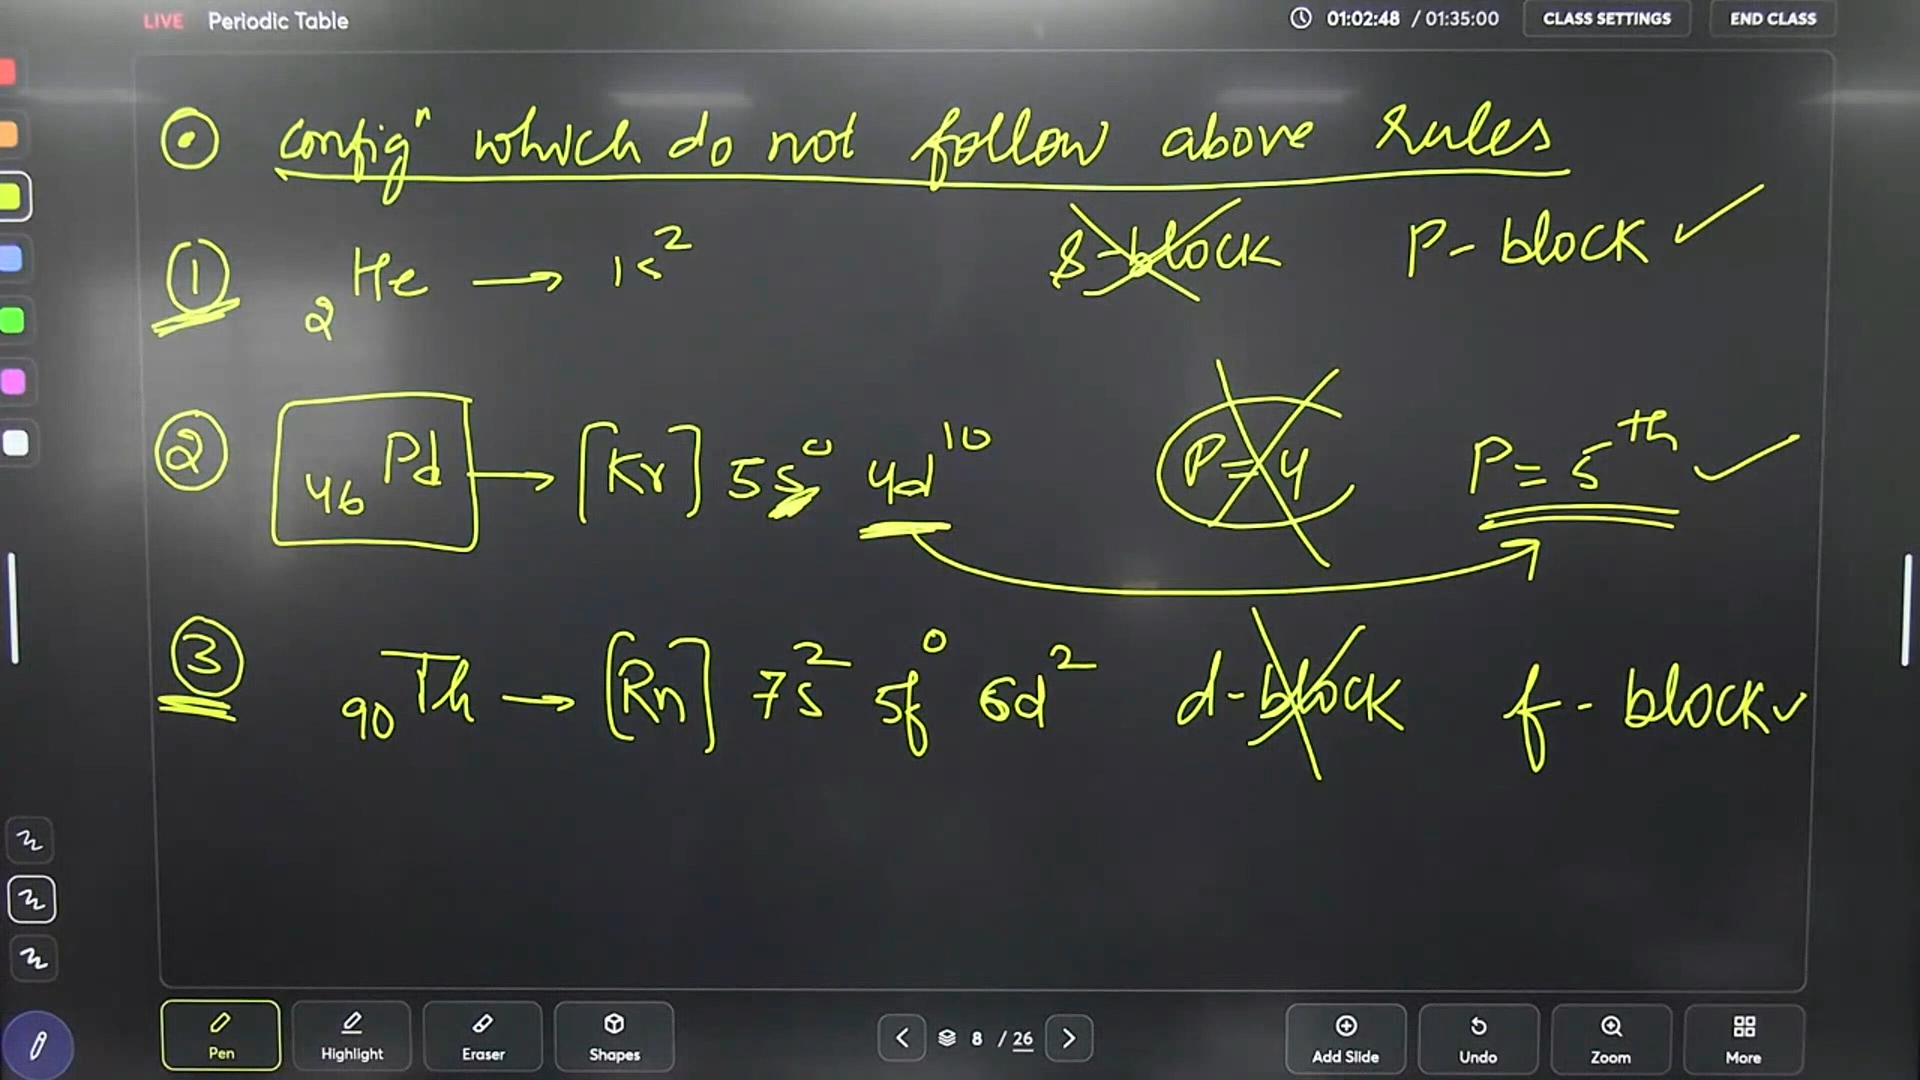 LIVE Periodic Table 01:02:48 / 01:35:00 CLASS SETTINGS END CLASS
⊙ configⁿ which do not follow above rules
① ₂He → 1s² s-block P-block ✓
② ₄₆Pd → [Kr] 5s⁰ 4d¹⁰ P=4 P=5th ✓
③ ₉₀Th → [Rn] 7s² 5f⁰ 6d² d-block f-block ✓
Pen Highlight Eraser Shapes 8 / 26 Add Slide Undo Zoom More